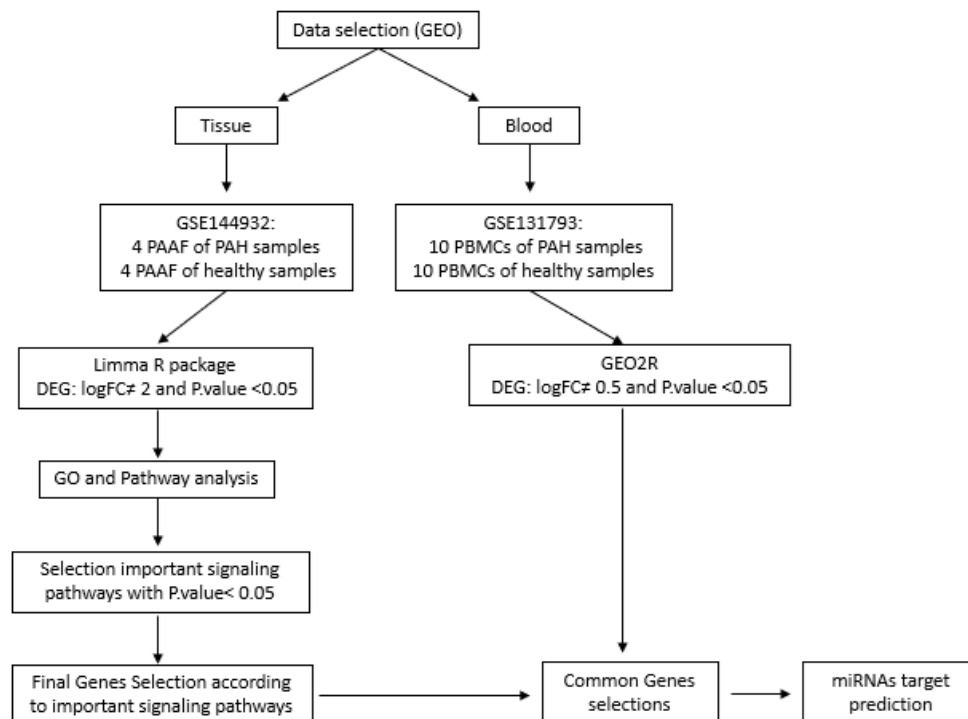 Data selection (GEO)
Tissue
Blood
GSE144932:
4 PAAF of PAH samples
4 PAAF of healthy samples
GSE131793:
10 PBMCs of PAH samples
10 PBMCs of healthy samples
Limma R package
DEG: logFC≠ 2 and P.value <0.05
GEO2R
DEG: logFC≠ 0.5 and P.value <0.05
GO and Pathway analysis
Selection important signaling
pathways with P.value< 0.05
Final Genes Selection according
to important signaling pathways
Common Genes
selections
miRNAs target
prediction